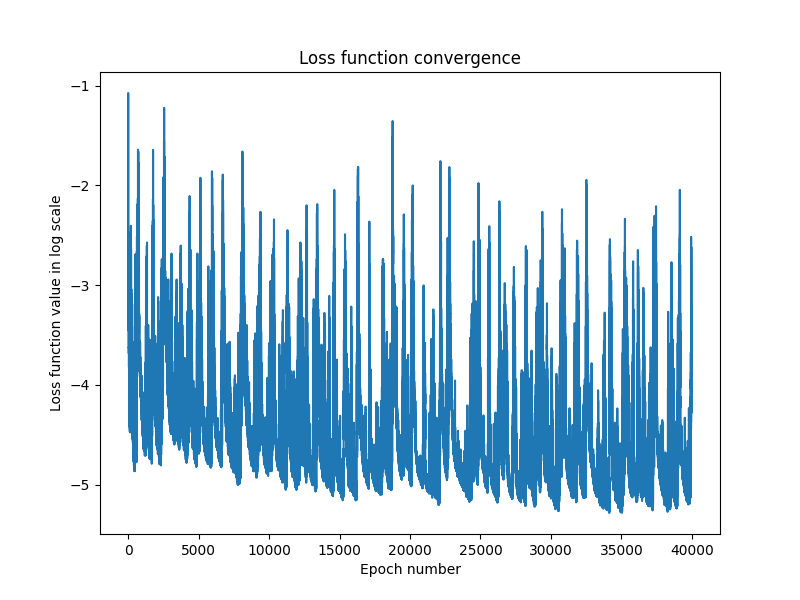 Loss function convergence
Loss function value in log scale
−1
−2
−3
−4
−5
0 5000 10000 15000 20000 25000 30000 35000 40000
Epoch number